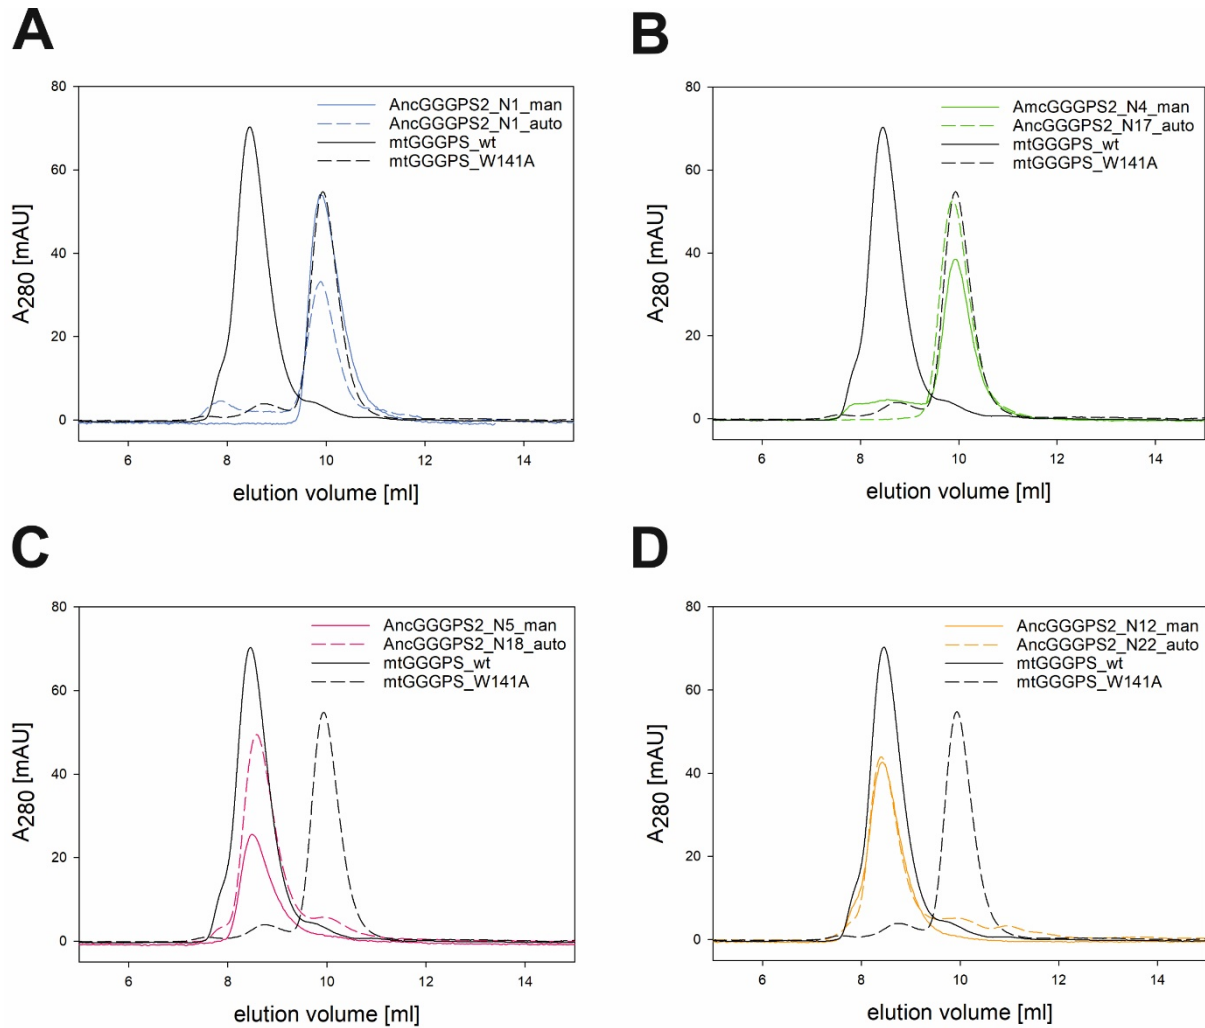 A
80
60
40
20
0
A280 [mAU]
AncGGGPS2_N1_man
AncGGGPS2_N1_auto
mtGGGPS_wt
mtGGGPS_W141A
6 8 10 12 14
elution volume [ml]
B
80
60
40
20
0
A280 [mAU]
AmcGGGPS2_N4_man
AncGGGPS2_N17_auto
mtGGGPS_wt
mtGGGPS_W141A
6 8 10 12 14
elution volume [ml]
C
80
60
40
20
0
A280 [mAU]
AncGGGPS2_N5_man
AncGGGPS2_N18_auto
mtGGGPS_wt
mtGGGPS_W141A
6 8 10 12 14
elution volume [ml]
D
80
60
40
20
0
A280 [mAU]
AncGGGPS2_N12_man
AncGGGPS2_N22_auto
mtGGGPS_wt
mtGGGPS_W141A
6 8 10 12 14
elution volume [ml]